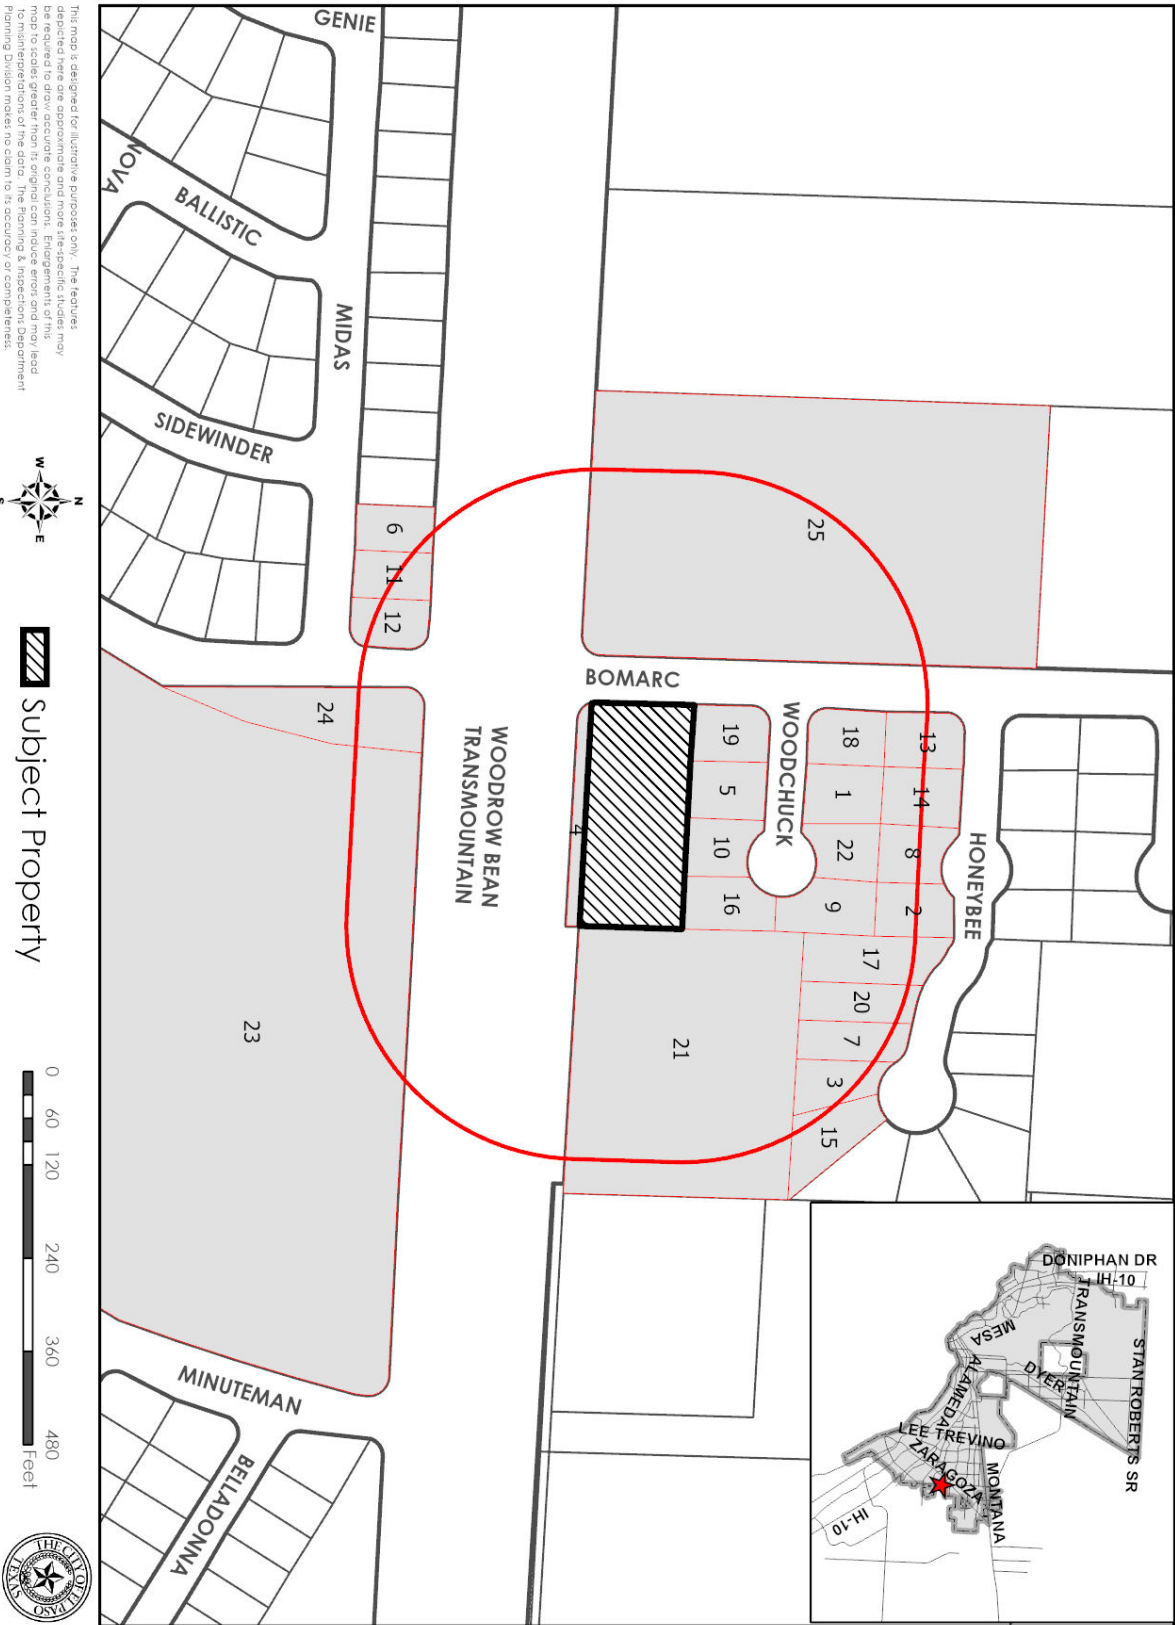 GENIE
BALLISTIC
NOVA
MIDAS
SIDEWINDER
6
11
12
25
BOMARC
24
WOODROW BEAN
TRANSMOUNTAIN
4
19
5
10
16
WOODCHUCK
18
1
22
9
13
14
8
2
HONEYBEE
17
20
7
3
15
21
23
MINUTEMAN
BELLADONNA
DONIPHAN DR
IH-10
TRANSMOUNTAIN
STAN ROBERTS SR
MESA
DYER
ALAMEDA
LEE TREVINO
ZARAGOZA
MONTANA
IH-10
This map is designed for illustrative purposes only. The features
depicted here are approximate and more site-specific studies may
be required to draw accurate conclusions. Enlargements of this
map to scales greater than its original can induce errors and may lead
to misinterpretations of the data. The Planning & Inspections Department
Planning Division makes no claim to its accuracy or completeness.
N
W
E
S
Subject Property
0 60 120 240 360 480
Feet
THE CITY OF EL PASO
TEXAS